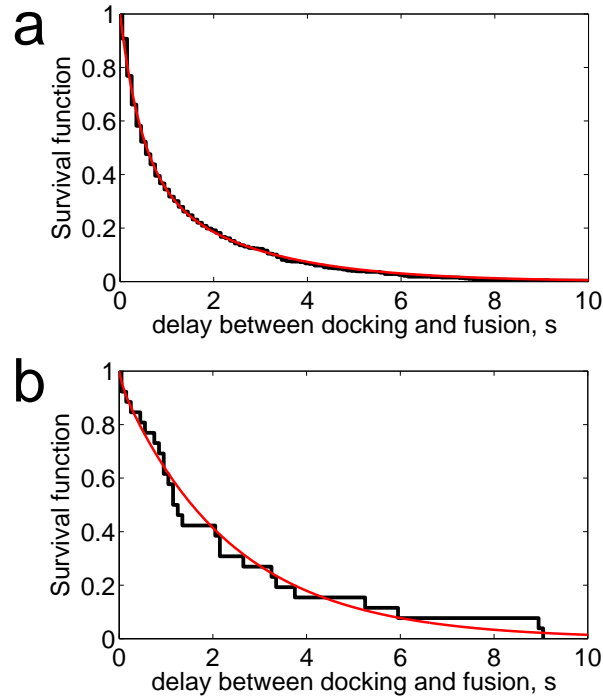 a
Survival function
1
0.8
0.6
0.4
0.2
0
0 2 4 6 8 10
delay between docking and fusion, s
b
Survival function
1
0.8
0.6
0.4
0.2
0
0 2 4 6 8 10
delay between docking and fusion, s